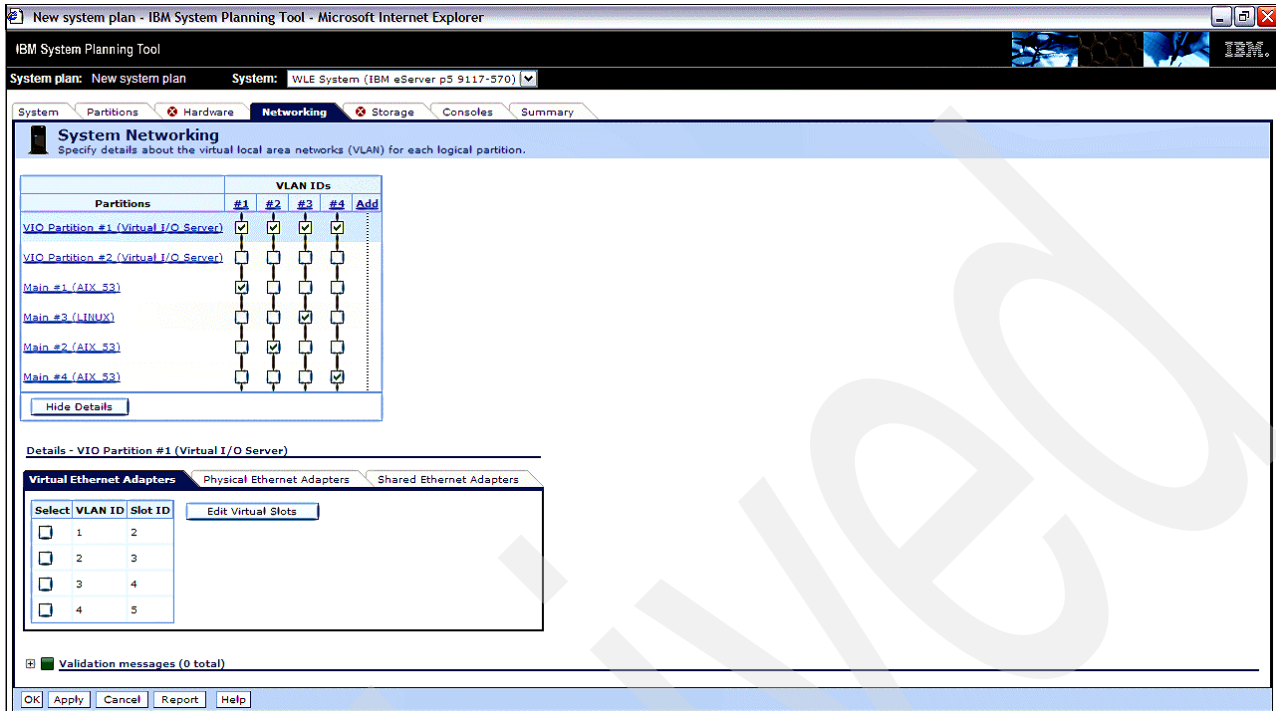 New system plan - IBM System Planning Tool - Microsoft Internet Explorer
IBM System Planning Tool
IBM.
System plan: New system plan System: WLE System (IBM eServer p5 9117-570)
System Partitions Hardware Networking Storage Consoles Summary
System Networking
Specify details about the virtual local area networks (VLAN) for each logical partition.
VLAN IDs
Partitions #1 #2 #3 #4 Add
VIO Partition #1 (Virtual I/O Server)
VIO Partition #2 (Virtual I/O Server)
Main #1 (AIX_53)
Main #3 (LINUX)
Main #2 (AIX_53)
Main #4 (AIX_53)
Hide Details
Details - VIO Partition #1 (Virtual I/O Server)
Virtual Ethernet Adapters Physical Ethernet Adapters Shared Ethernet Adapters
Select VLAN ID Slot ID Edit Virtual Slots
1 2
2 3
3 4
4 5
Validation messages (0 total)
OK Apply Cancel Report Help